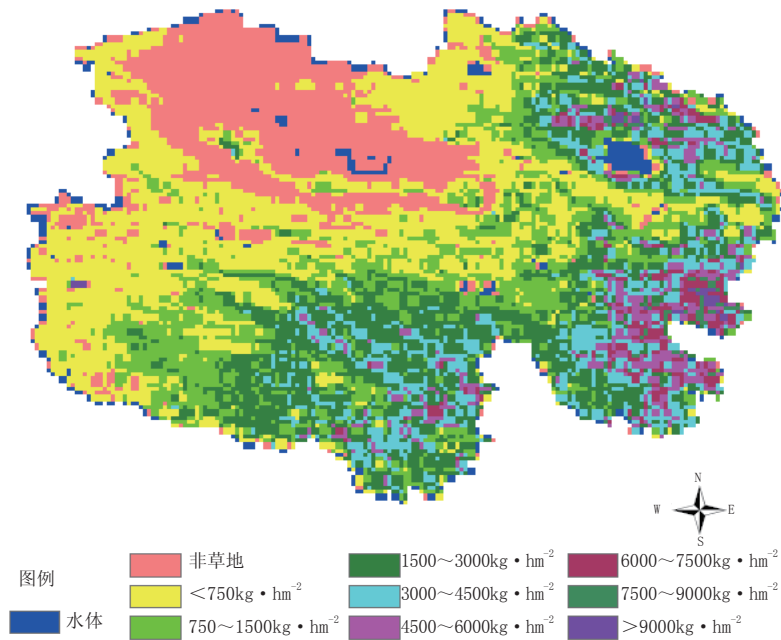 N
W E
S
图例
水体
非草地
<750kg·hm⁻²
750～1500kg·hm⁻²
1500～3000kg·hm⁻²
3000～4500kg·hm⁻²
4500～6000kg·hm⁻²
6000～7500kg·hm⁻²
7500～9000kg·hm⁻²
>9000kg·hm⁻²